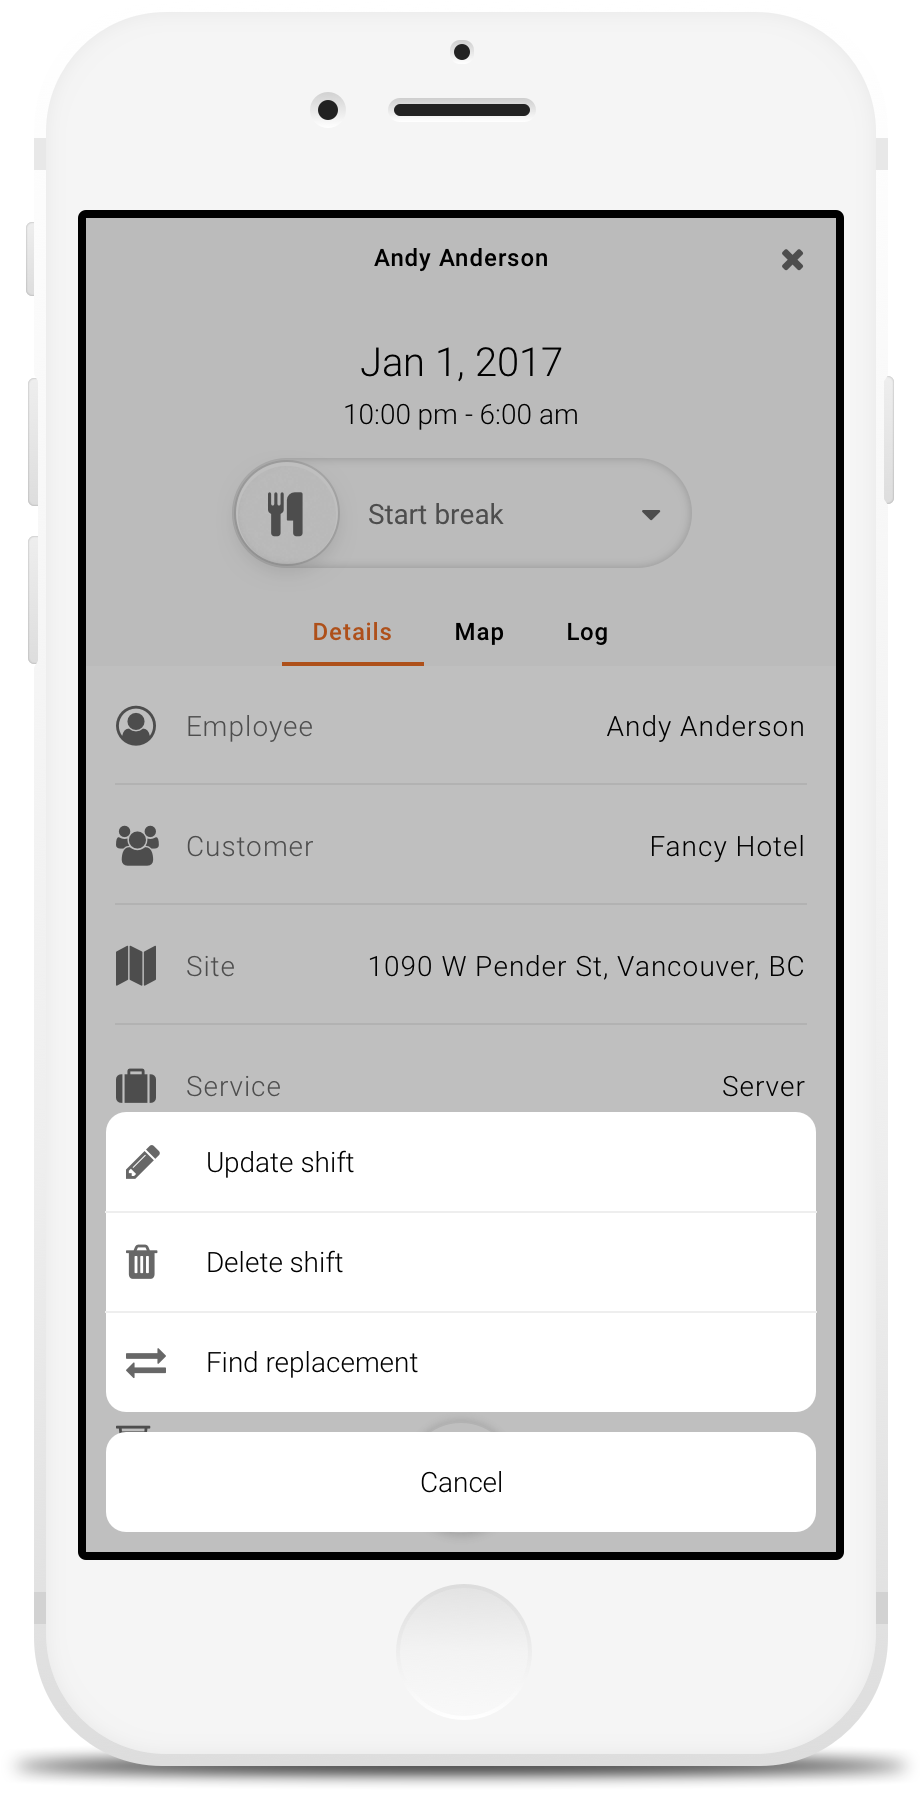 Andy Anderson
Jan 1, 2017
10:00 pm - 6:00 am
Start break
Details Map Log
Employee Andy Anderson
Customer Fancy Hotel
Site 1090 W Pender St, Vancouver, BC
Service Server
Update shift
Delete shift
Find replacement
Cancel